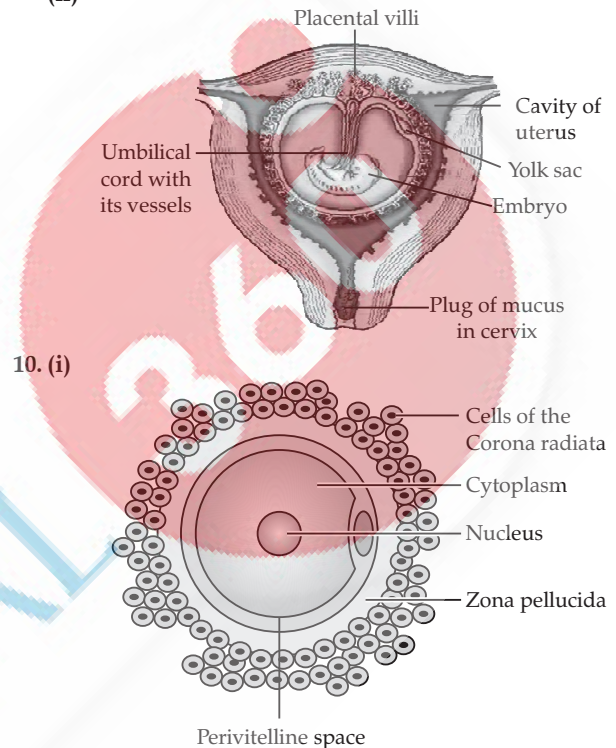 (ii)
Placental villi
Cavity of
uterus
Umbilical
cord with
its vessels
Yolk sac
Embryo
Plug of mucus
in cervix
10. (i)
Cells of the
Corona radiata
Cytoplasm
Nucleus
Zona pellucida
Perivitelline space
36